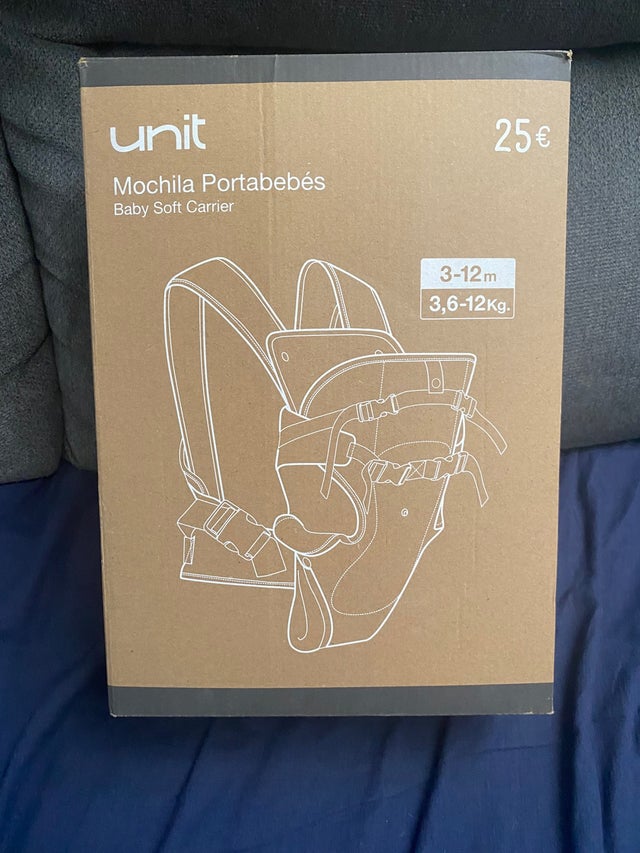 unit
25€
Mochila Portabebés
Baby Soft Carrier
3-12m
3,6-12Kg.